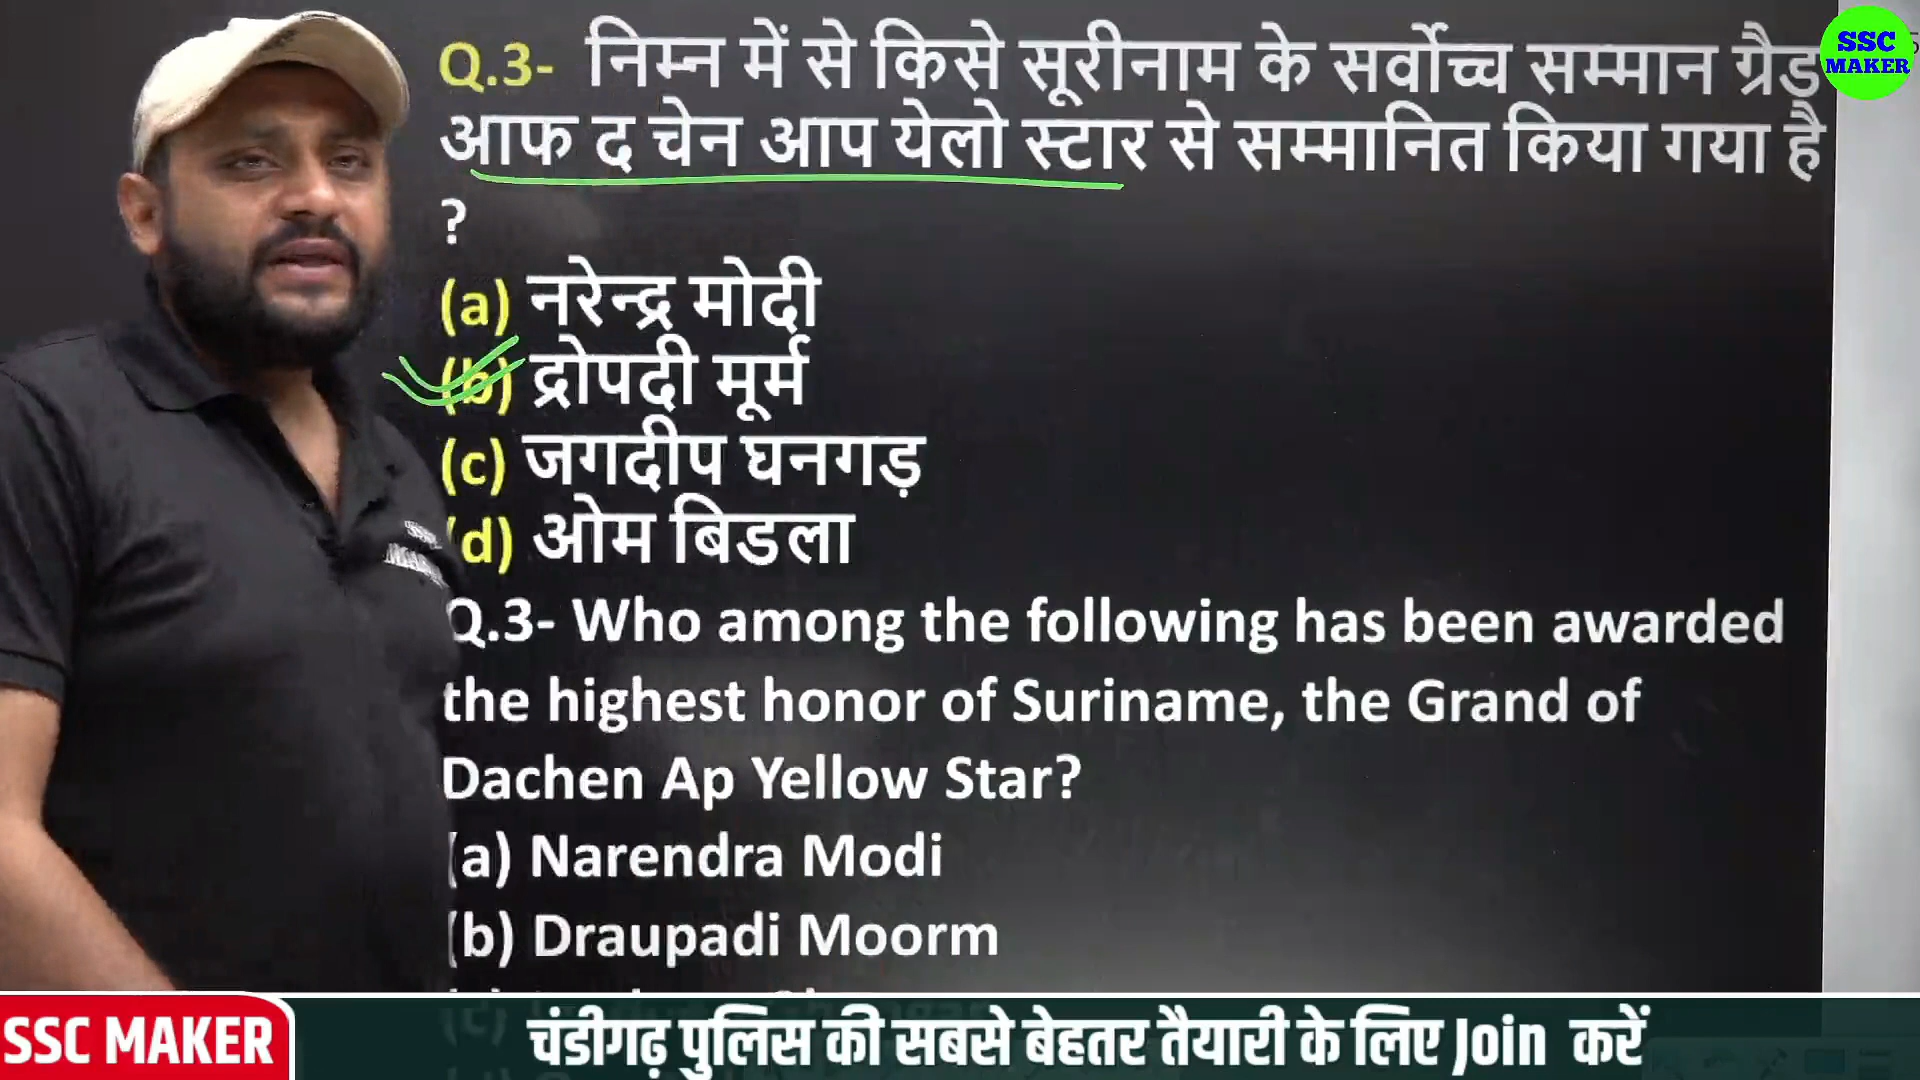 SSC
MAKER
Q.3- निम्न में से किसे सूरीनाम के सर्वोच्च सम्मान ग्रैड
आफ द चेन आप येलो स्टार से सम्मानित किया गया है
?
(a) नरेन्द्र मोदी
(b) द्रोपदी मूर्म
(c) जगदीप घनगड़
(d) ओम बिडला
Q.3- Who among the following has been awarded
the highest honor of Suriname, the Grand of
Dachen Ap Yellow Star?
(a) Narendra Modi
(b) Draupadi Moorm
SSC MAKER
चंडीगढ़ पुलिस की सबसे बेहतर तैयारी के लिए Join करें